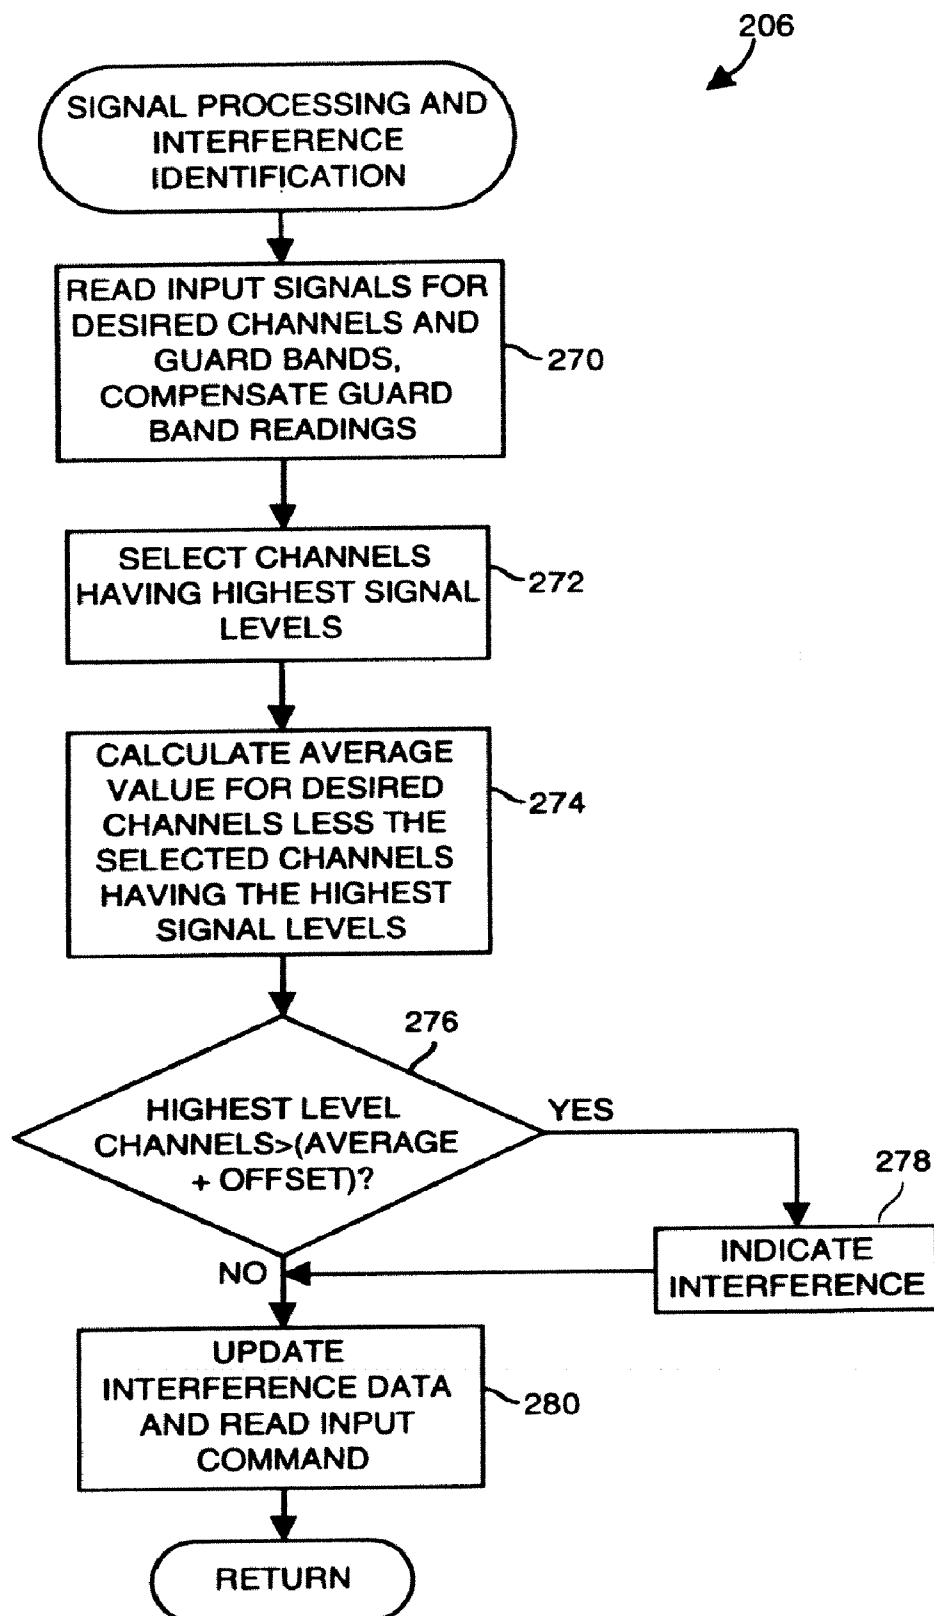 206
SIGNAL PROCESSING AND
INTERFERENCE
IDENTIFICATION
READ INPUT SIGNALS FOR
DESIRED CHANNELS AND
GUARD BANDS,
COMPENSATE GUARD
BAND READINGS
270
SELECT CHANNELS
HAVING HIGHEST SIGNAL
LEVELS
272
CALCULATE AVERAGE
VALUE FOR DESIRED
CHANNELS LESS THE
SELECTED CHANNELS
HAVING THE HIGHEST
SIGNAL LEVELS
274
276
HIGHEST LEVEL
CHANNELS>(AVERAGE
+ OFFSET)?
YES
278
INDICATE
INTERFERENCE
NO
UPDATE
INTERFERENCE DATA
AND READ INPUT
COMMAND
280
RETURN